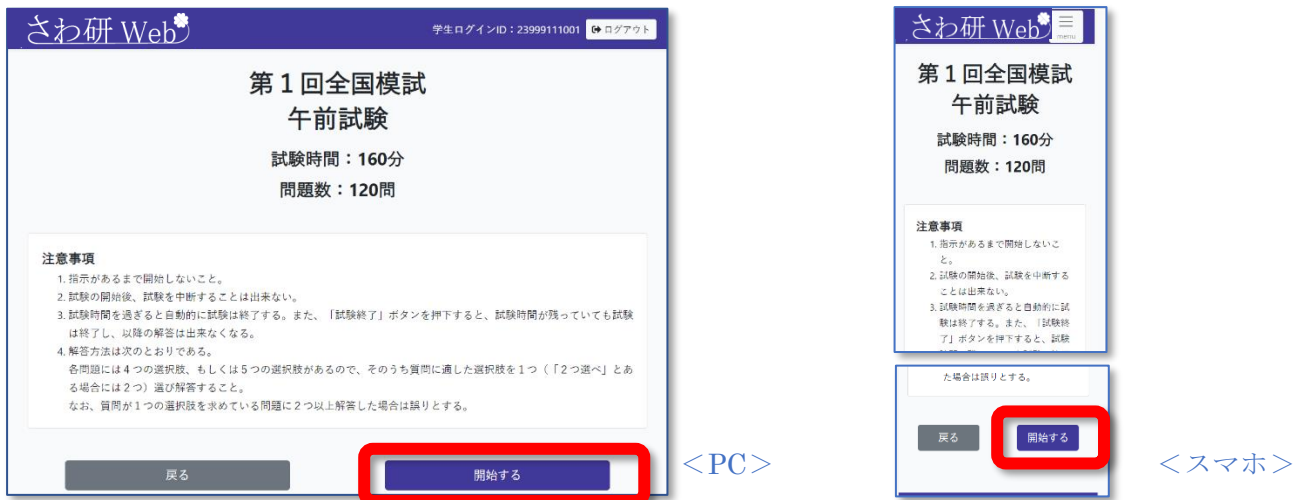 さわ研 Web
学生ログインID：23999111001 ログアウト
第１回全国模試
午前試験
試験時間：160分
問題数：120問
注意事項
1. 指示があるまで開始しないこと。
2. 試験の開始後、試験を中断することは出来ない。
3. 試験時間を過ぎると自動的に試験は終了する。また、「試験終了」ボタンを押下すると、試験時間が残っていても試験
は終了し、以降の解答は出来なくなる。
4. 解答方法は次のとおりである。
各問題には４つの選択肢、もしくは５つの選択肢があるので、そのうち質問に適した選択肢を１つ（「２つ選べ」とあ
る場合には２つ）選び解答すること。
なお、質問が１つの選択肢を求めている問題に２つ以上解答した場合は誤りとする。
戻る
開始する
＜PC＞
さわ研 Web
menu
第１回全国模試
午前試験
試験時間：160分
問題数：120問
注意事項
1. 指示があるまで開始しないこ
と。
2. 試験の開始後、試験を中断する
ことは出来ない。
3. 試験時間を過ぎると自動的に試
験は終了する。また、「試験終
了」ボタンを押下すると、試験
た場合は誤りとする。
戻る
開始する
＜スマホ＞